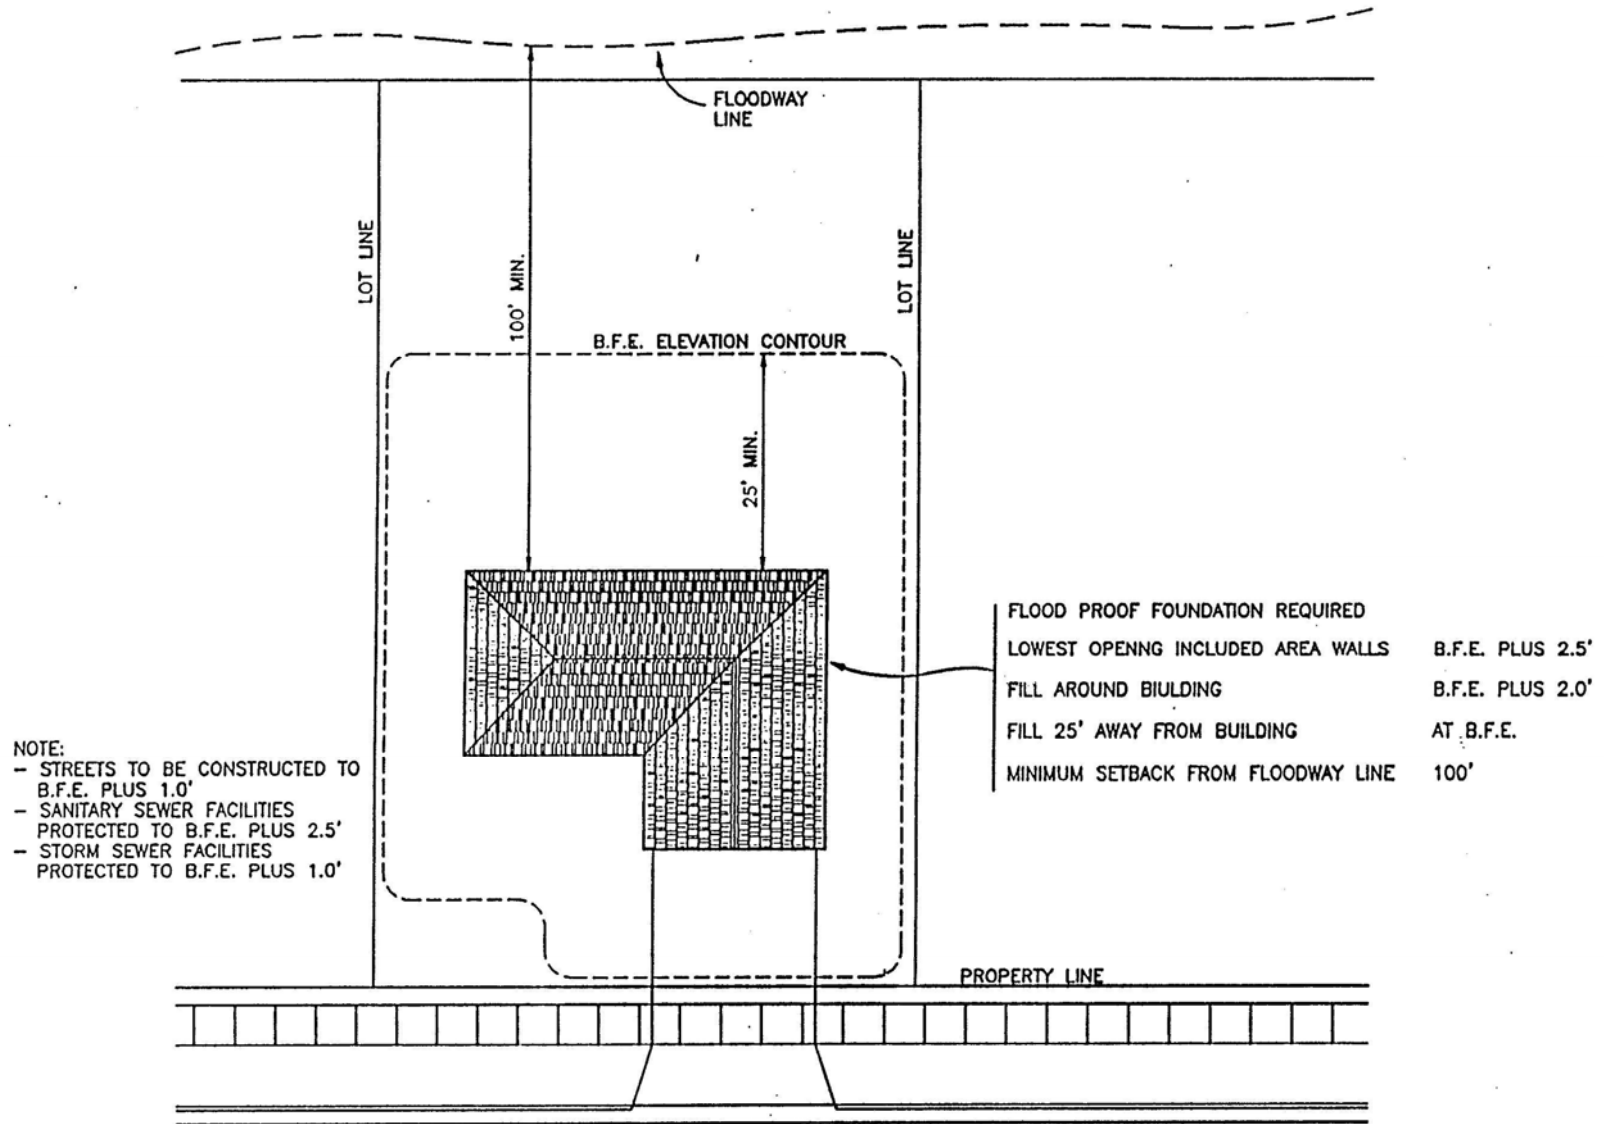 FLOODWAY
LINE
LOT LINE
LOT LINE
100' MIN.
B.F.E. ELEVATION CONTOUR
25' MIN.
FLOOD PROOF FOUNDATION REQUIRED
LOWEST OPENNG INCLUDED AREA WALLS B.F.E. PLUS 2.5'
FILL AROUND BIULDING B.F.E. PLUS 2.0'
FILL 25' AWAY FROM BUILDING AT B.F.E.
MINIMUM SETBACK FROM FLOODWAY LINE 100'
NOTE:
- STREETS TO BE CONSTRUCTED TO
B.F.E. PLUS 1.0'
- SANITARY SEWER FACILITIES
PROTECTED TO B.F.E. PLUS 2.5'
- STORM SEWER FACILITIES
PROTECTED TO B.F.E. PLUS 1.0'
PROPERTY LINE